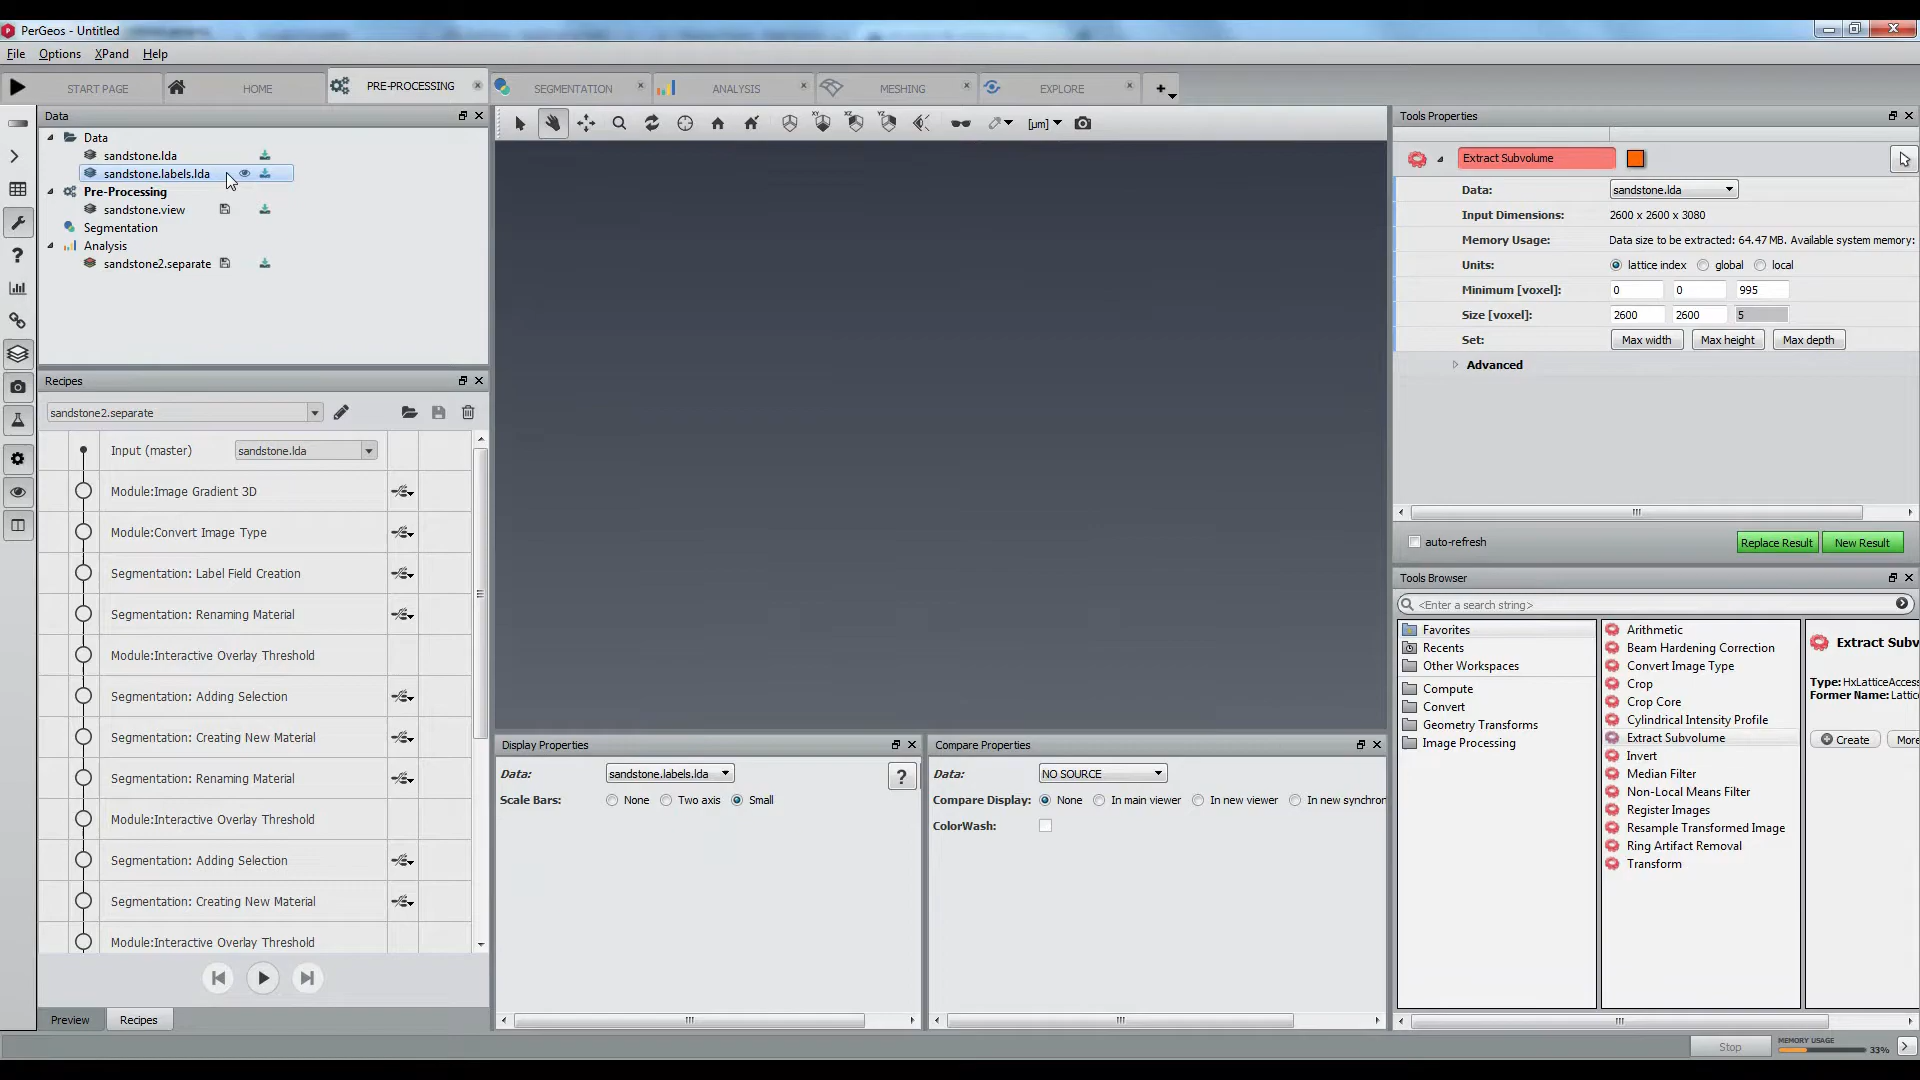 PerGeos - Untitled
File Options XPand Help
START PAGE HOME PRE-PROCESSING SEGMENTATION ANALYSIS MESHING EXPLORE
Data
Data
sandstone.lda
sandstone.labels.lda
Pre-Processing
sandstone.view
Segmentation
Analysis
sandstone2.separate
Recipes
sandstone2.separate
Input (master) sandstone.lda
Module:Image Gradient 3D
Module:Convert Image Type
Segmentation: Label Field Creation
Segmentation: Renaming Material
Module:Interactive Overlay Threshold
Segmentation: Adding Selection
Segmentation: Creating New Material
Segmentation: Renaming Material
Module:Interactive Overlay Threshold
Segmentation: Adding Selection
Segmentation: Creating New Material
Module:Interactive Overlay Threshold
Preview Recipes
XY XZ YZ [µm]
Display Properties
Data: sandstone.labels.lda ?
Scale Bars: None Two axis Small
Compare Properties
Data: NO SOURCE
Compare Display: None In main viewer In new viewer In new synchror
ColorWash:
Tools Properties
Extract Subvolume
Data: sandstone.lda
Input Dimensions: 2600 x 2600 x 3080
Memory Usage: Data size to be extracted: 64.47 MB. Available system memory:
Units: lattice index global local
Minimum [voxel]: 0 0 995
Size [voxel]: 2600 2600 5
Set: Max width Max height Max depth
Advanced
auto-refresh Replace Result New Result
Tools Browser
<Enter a search string>
Favorites
Recents
Other Workspaces
Compute
Convert
Geometry Transforms
Image Processing
Arithmetic
Beam Hardening Correction
Convert Image Type
Crop
Crop Core
Cylindrical Intensity Profile
Extract Subvolume
Invert
Median Filter
Non-Local Means Filter
Register Images
Resample Transformed Image
Ring Artifact Removal
Transform
Extract Subv
Type: HxLatticeAcces
Former Name: Lattic
Create More
Stop MEMORY USAGE 33%